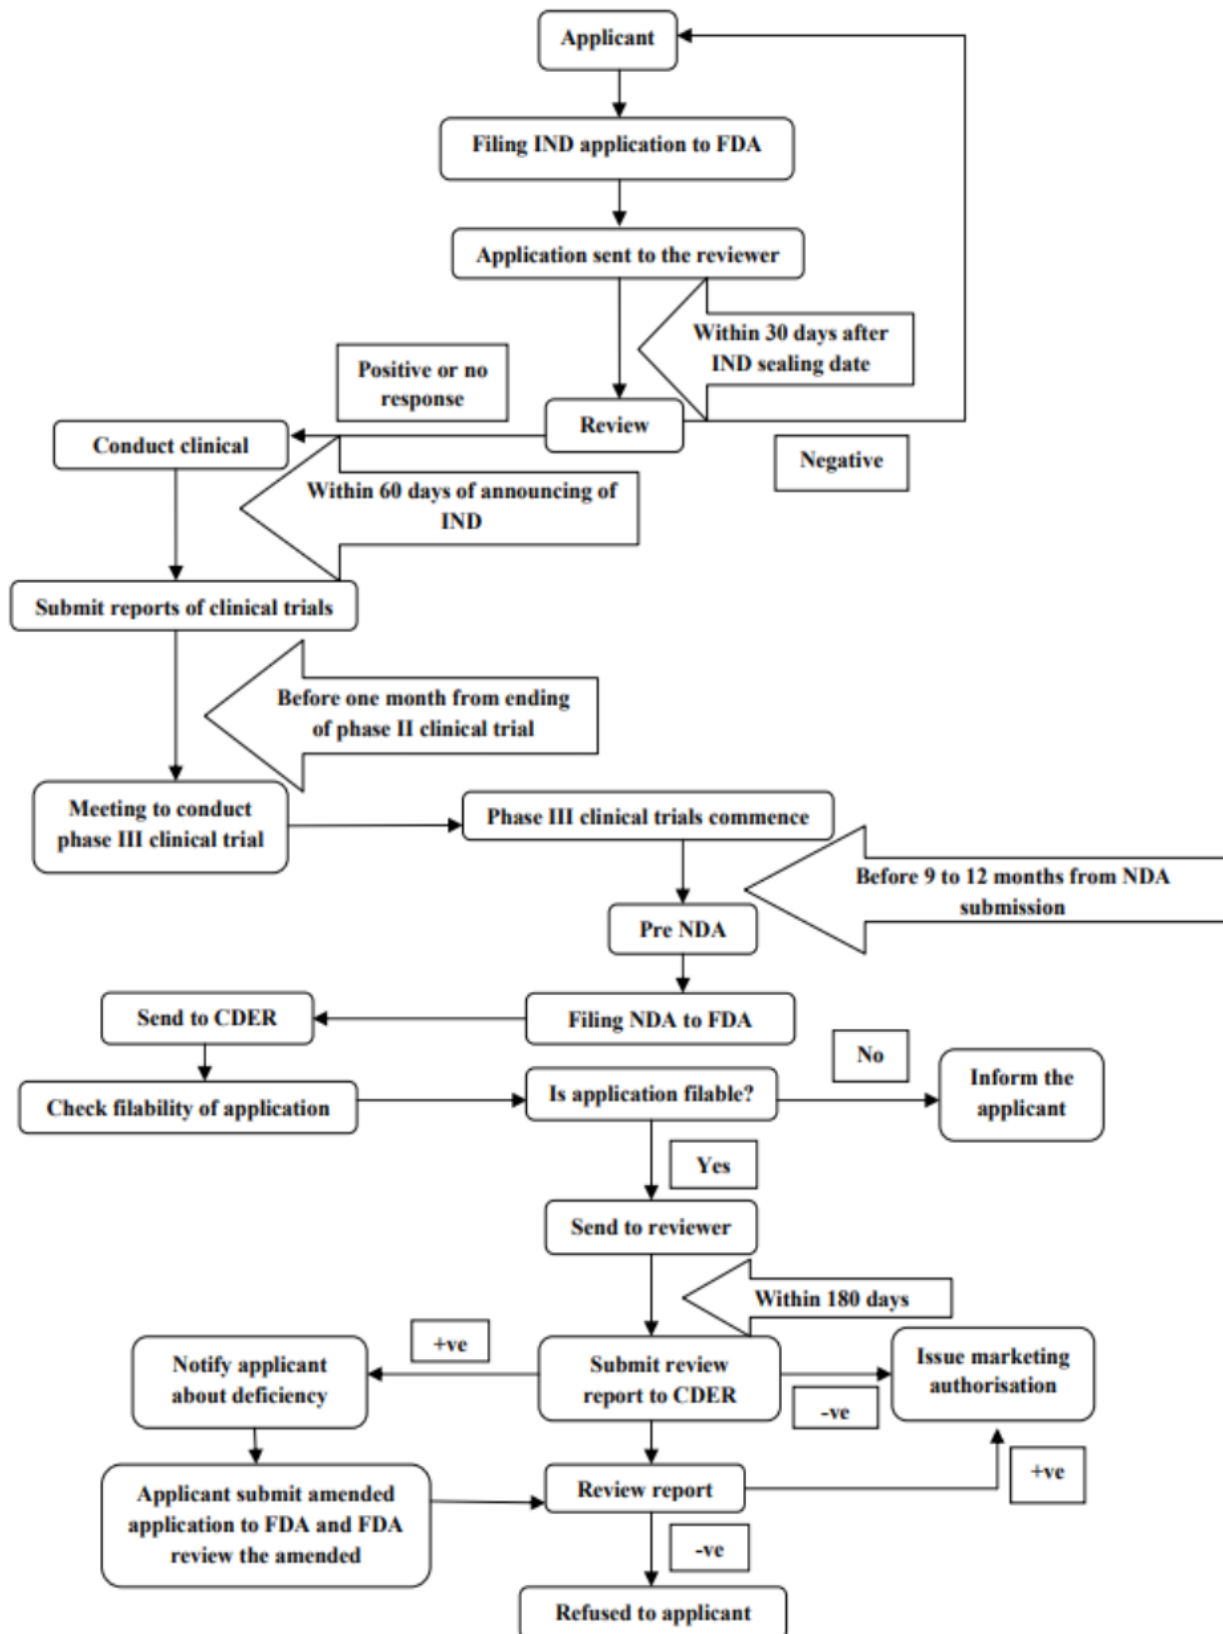 Applicant
Filing IND application to FDA
Application sent to the reviewer
Within 30 days after
IND sealing date
Positive or no
response
Review
Conduct clinical
Negative
Within 60 days of announcing of
IND
Submit reports of clinical trials
Before one month from ending
of phase II clinical trial
Meeting to conduct
phase III clinical trial
Phase III clinical trials commence
Before 9 to 12 months from NDA
submission
Pre NDA
Send to CDER
Filing NDA to FDA
No
Inform the
applicant
Check filability of application
Is application filable?
Yes
Send to reviewer
Within 180 days
+ve
Notify applicant
about deficiency
Submit review
report to CDER
Issue marketing
authorisation
-ve
+ve
Applicant submit amended
application to FDA and FDA
review the amended
Review report
-ve
Refused to applicant